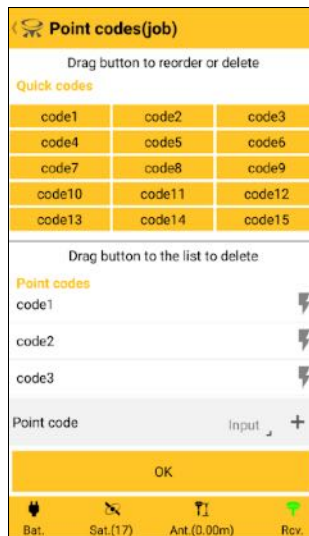 Point codes(job)
Drag button to reorder or delete
Quick codes
code1 code2 code3
code4 code5 code6
code7 code8 code9
code10 code11 code12
code13 code14 code15
Drag button to the list to delete
Point codes
code1
code2
code3
Point code Input +
OK
Bat. Sat.(17) Ant.(0.00m) Rcv.